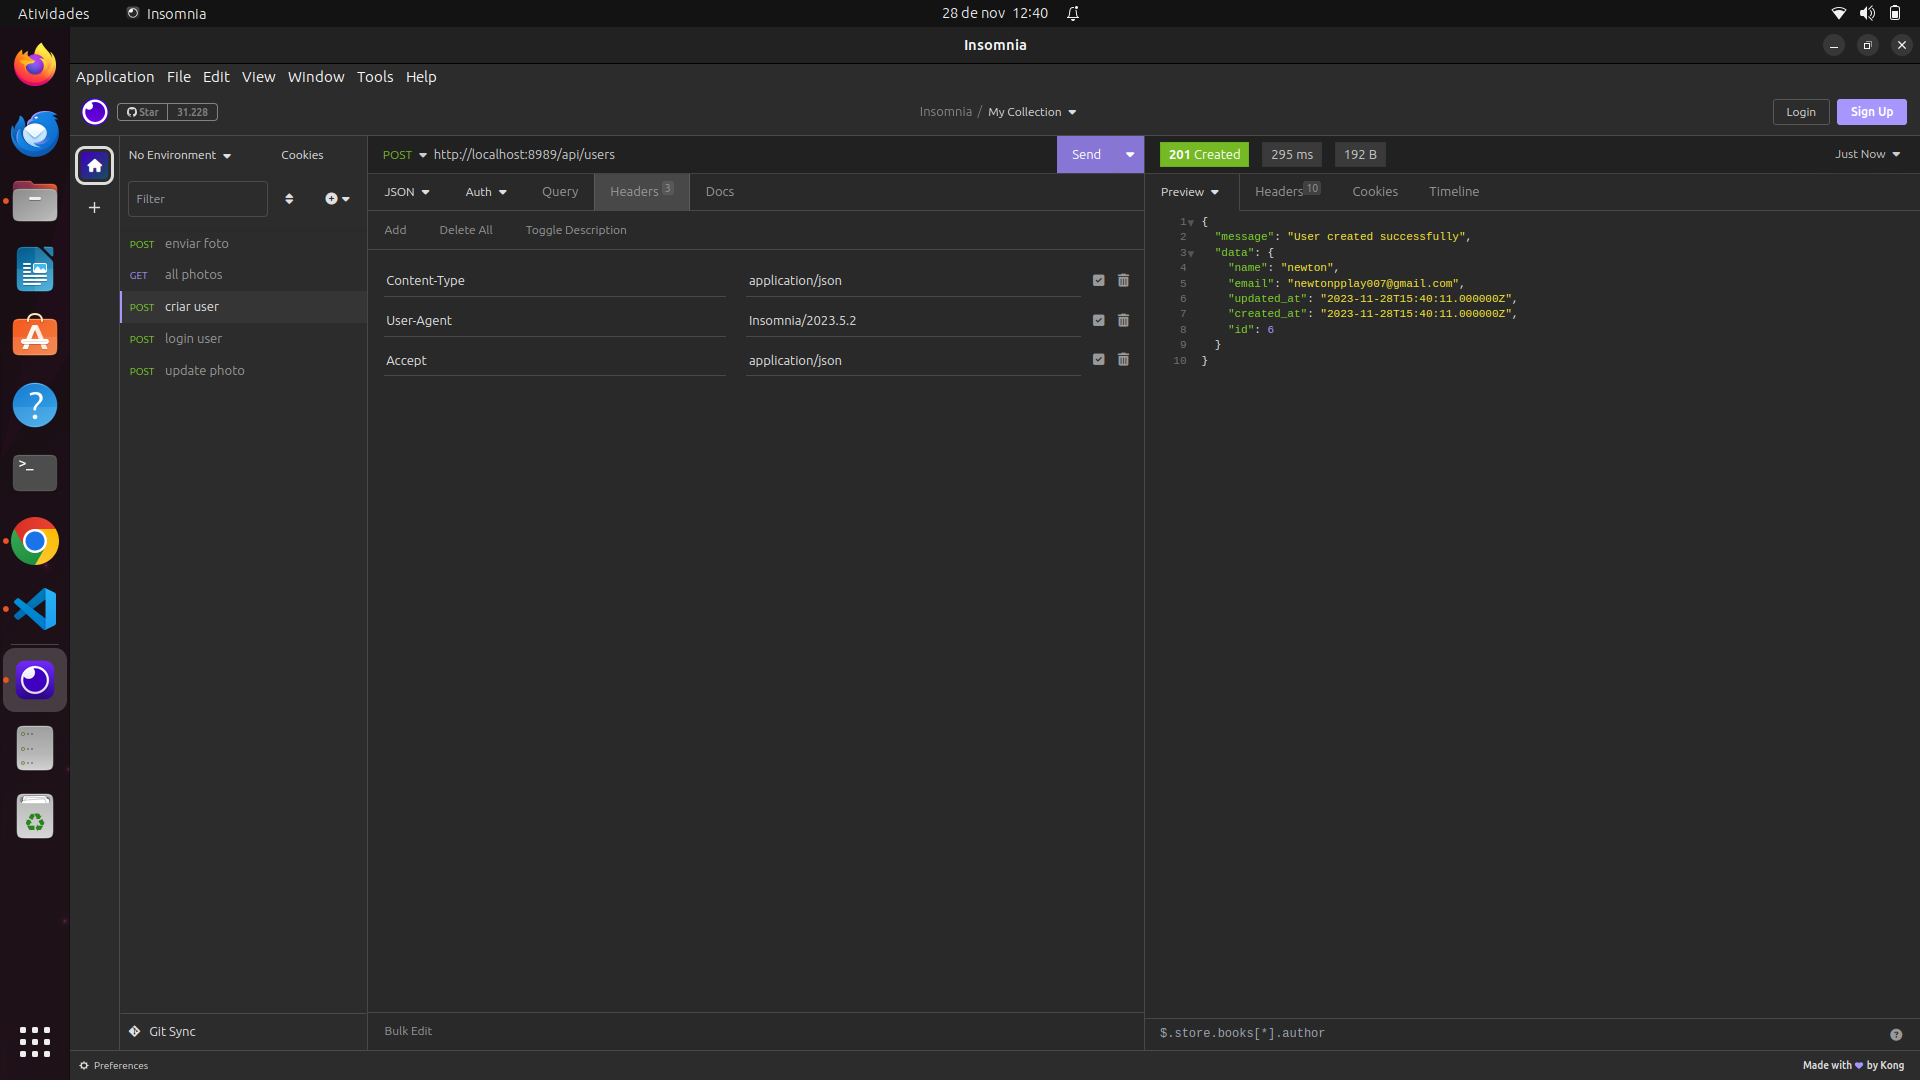 Atividades Insomnia 28 de nov 12:40
Insomnia
Application File Edit View Window Tools Help
Star 31.228 Insomnia / My Collection Login Sign Up
No Environment Cookies
Filter
POST enviar foto
GET all photos
POST criar user
POST login user
POST update photo
Git Sync
POST http://localhost:8989/api/users Send
JSON Auth Query Headers 3 Docs
Add Delete All Toggle Description
Content-Type application/json
User-Agent Insomnia/2023.5.2
Accept application/json
Bulk Edit
201 Created 295 ms 192 B Just Now
Preview Headers 10 Cookies Timeline
1 {
2 "message": "User created successfully",
3 "data": {
4 "name": "newton",
5 "email": "newtonpplay007@gmail.com",
6 "updated_at": "2023-11-28T15:40:11.000000Z",
7 "created_at": "2023-11-28T15:40:11.000000Z",
8 "id": 6
9 }
10 }
$.store.books[*].author
Preferences Made with by Kong